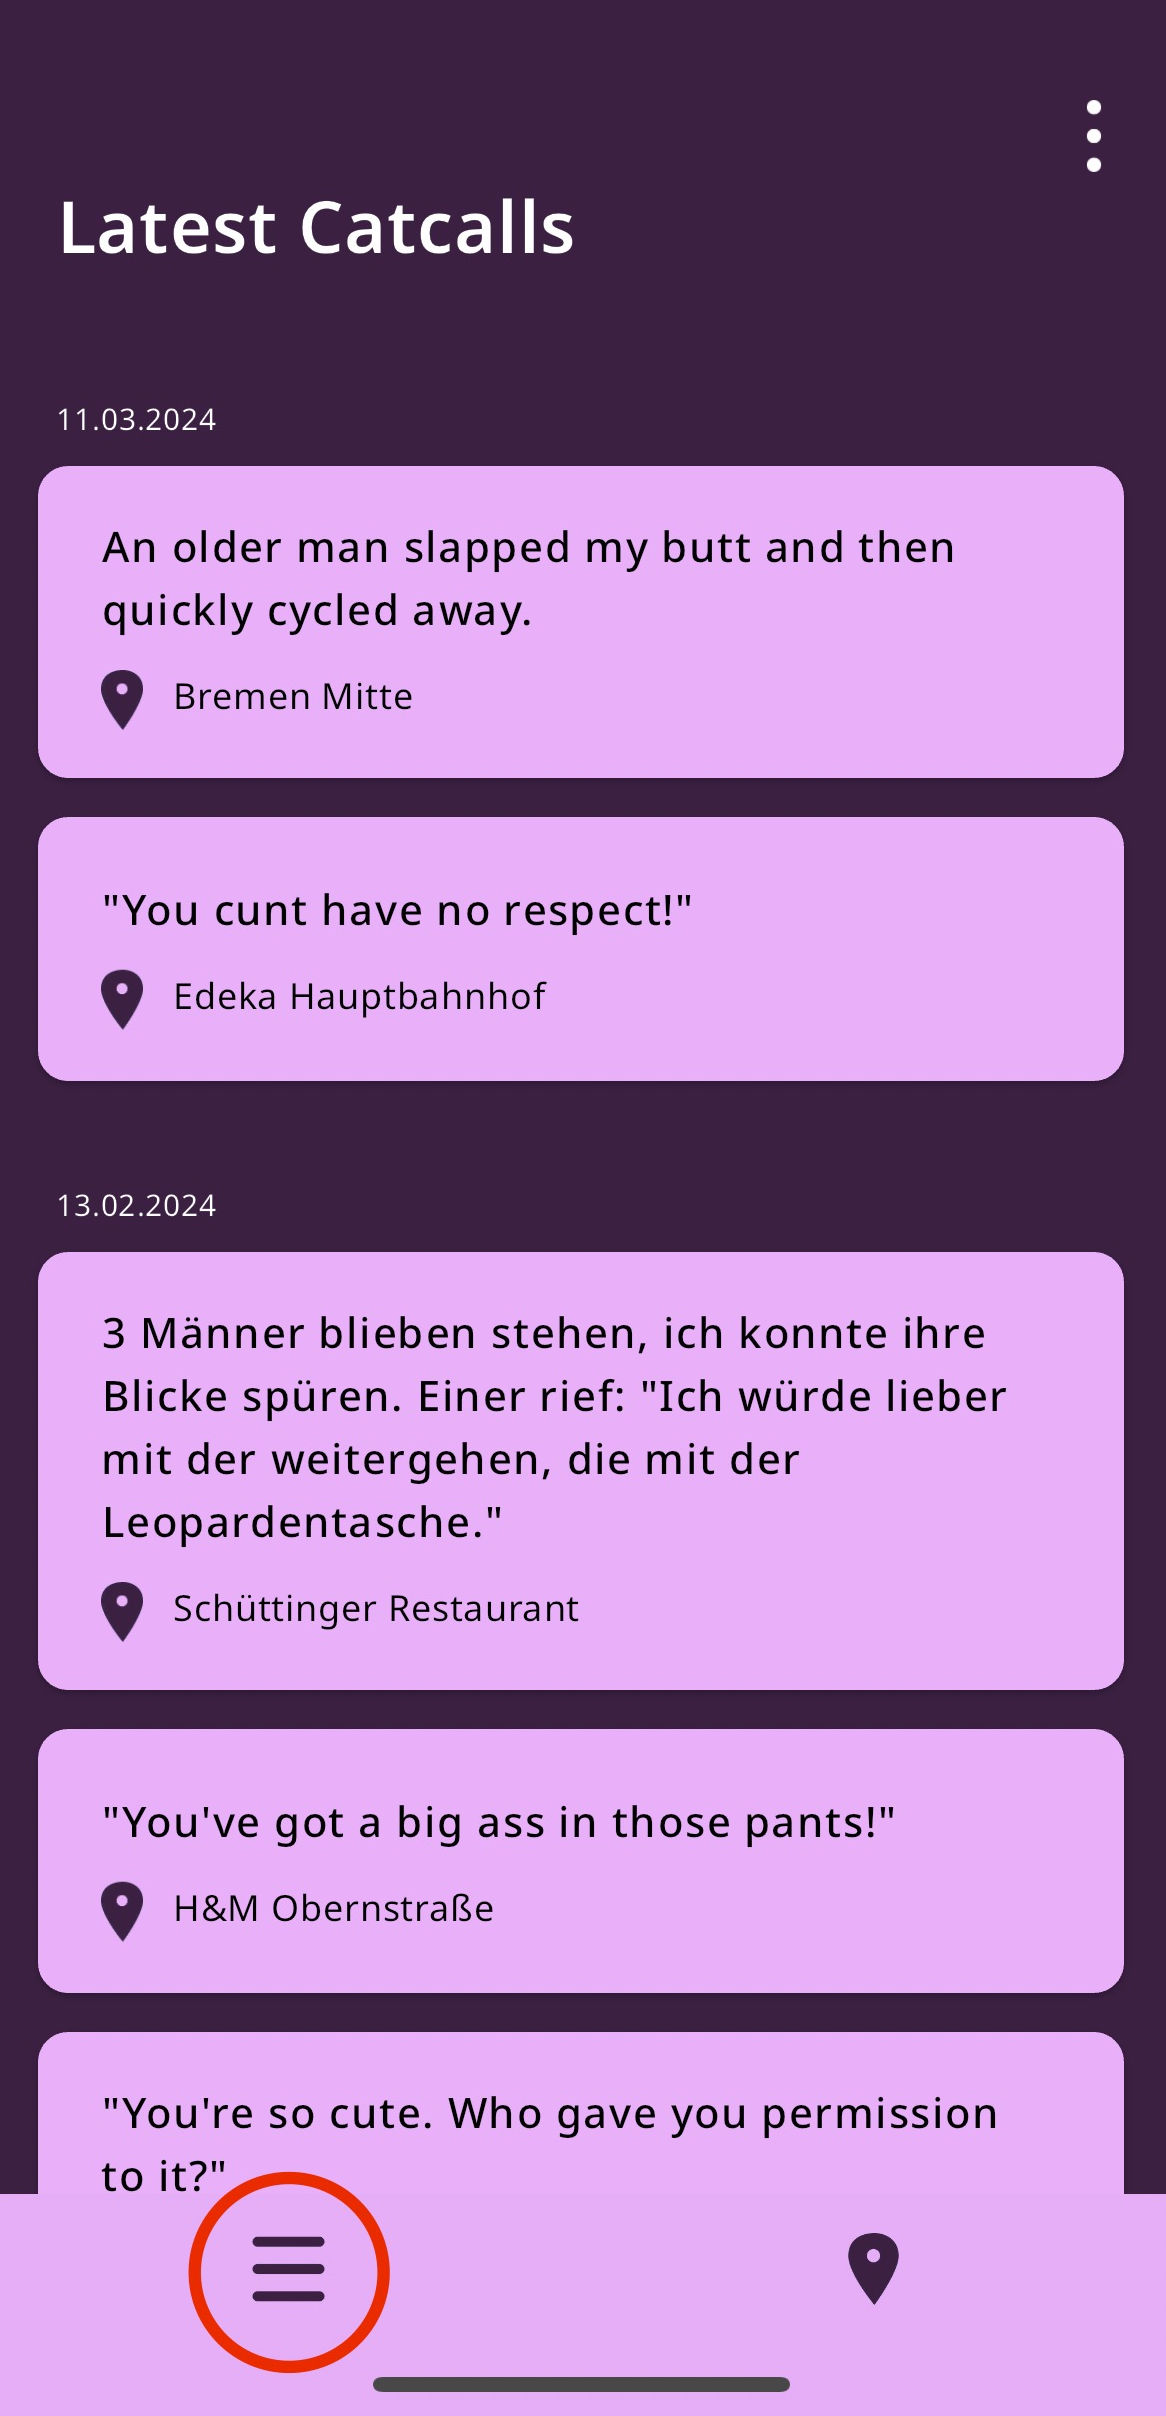 Latest Catcalls
11.03.2024
An older man slapped my butt and then
quickly cycled away.
Bremen Mitte
"You cunt have no respect!"
Edeka Hauptbahnhof
13.02.2024
3 Männer blieben stehen, ich konnte ihre
Blicke spüren. Einer rief: "Ich würde lieber
mit der weitergehen, die mit der
Leopardentasche."
Schüttinger Restaurant
"You've got a big ass in those pants!"
H&M Obernstraße
"You're so cute. Who gave you permission
to it?"